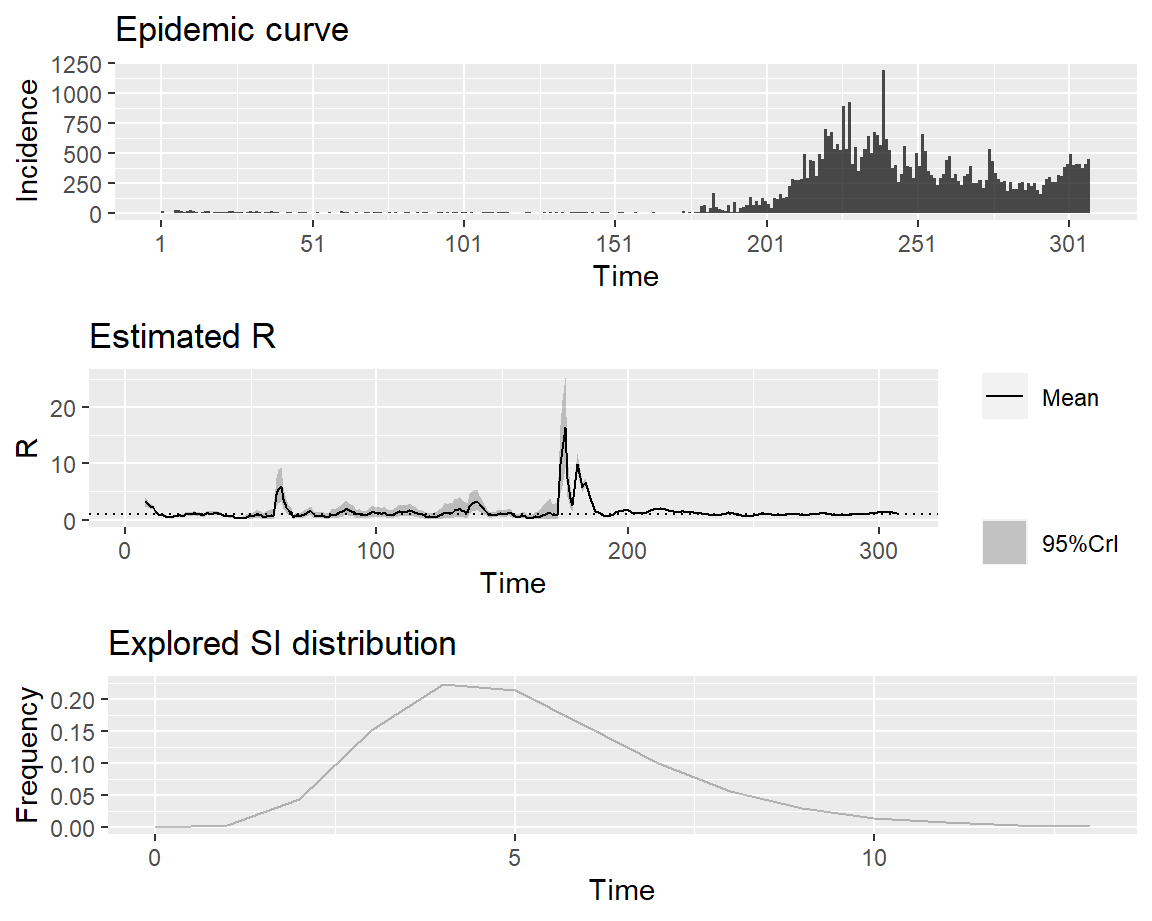 Epidemic curve
1250
1000
750
500
250
0
Incidence
1 51 101 151 201 251 301
Time
Estimated R
20
10
0
R
0 100 200 300
Time
Mean
95%CrI
Explored SI distribution
0.20
0.15
0.10
0.05
0.00
Frequency
0 5 10
Time